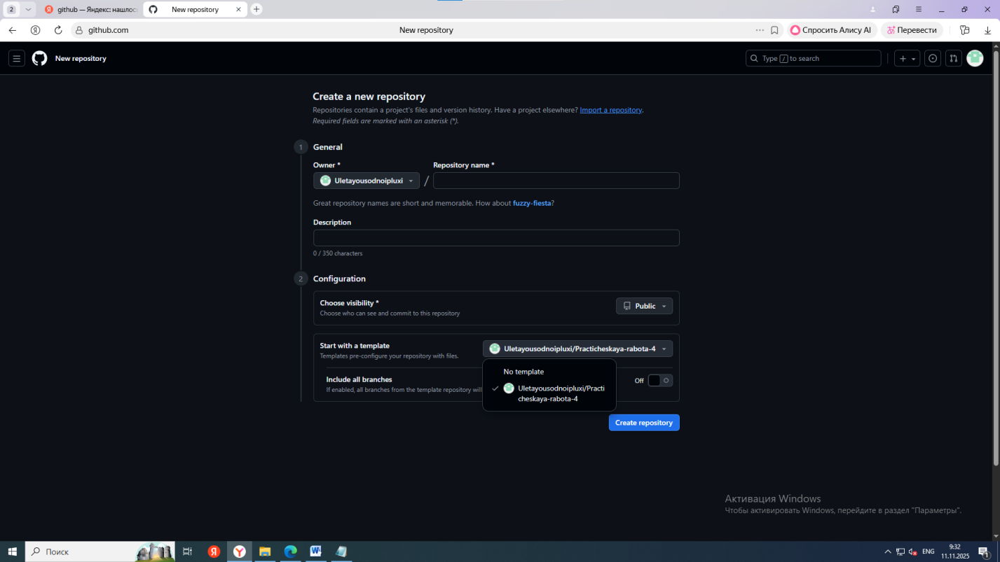 2
github — Яндекс: нашлос
New repository
github.com
New repository
Спросить Алису AI
Перевести
New repository
Type / to search
Create a new repository
Repositories contain a project's files and version history. Have a project elsewhere? Import a repository.
Required fields are marked with an asterisk (*).
1
General
Owner *
Repository name *
Uletayousodnoipluxi
/
Great repository names are short and memorable. How about fuzzy-fiesta?
Description
0 / 350 characters
2
Configuration
Choose visibility *
Choose who can see and commit to this repository
Public
Start with a template
Templates pre-configure your repository with files.
Uletayousodnoipluxi/Practicheskaya-rabota-4
No template
Uletayousodnoipluxi/Practi
cheskaya-rabota-4
Include all branches
If enabled, all branches from the template repository will
Off
Create repository
Активация Windows
Чтобы активировать Windows, перейдите в раздел "Параметры".
Поиск
ENG
9:32
11.11.2025
1